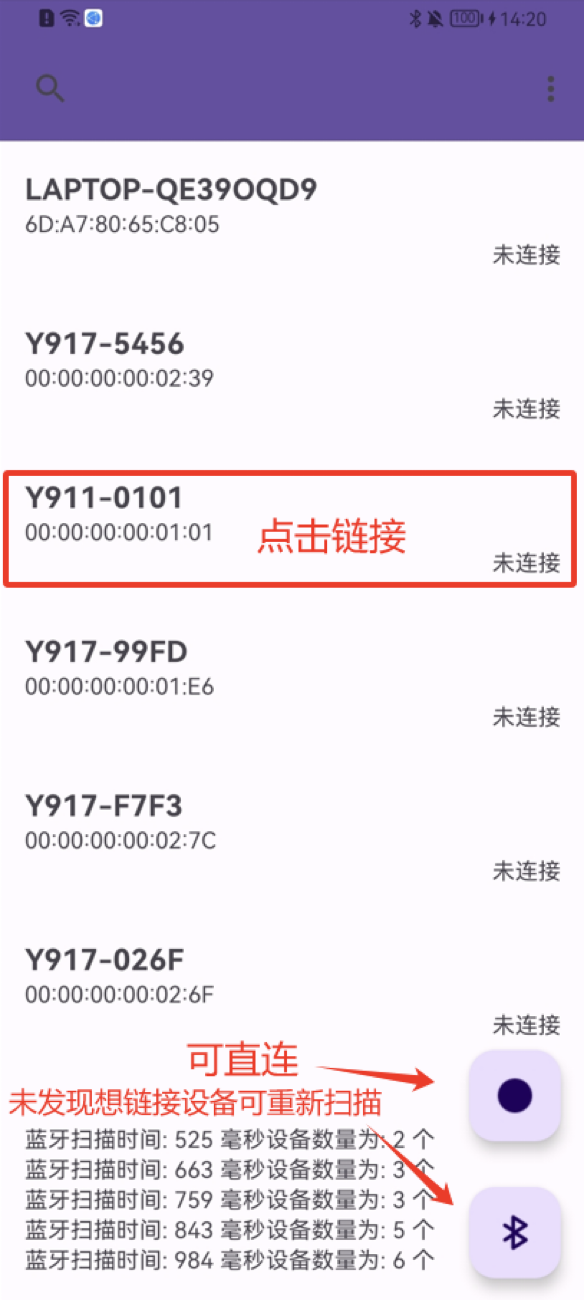 100 14:20
LAPTOP-QE39OQD9
6D:A7:80:65:C8:05
未连接
Y917-5456
00:00:00:00:02:39
未连接
Y911-0101
00:00:00:00:01:01
点击链接
未连接
Y917-99FD
00:00:00:00:01:E6
未连接
Y917-F7F3
00:00:00:00:02:7C
未连接
Y917-026F
00:00:00:00:02:6F
未连接
可直连
未发现想链接设备可重新扫描
蓝牙扫描时间: 525 毫秒设备数量为: 2 个
蓝牙扫描时间: 663 毫秒设备数量为: 3 个
蓝牙扫描时间: 759 毫秒设备数量为: 3 个
蓝牙扫描时间: 843 毫秒设备数量为: 5 个
蓝牙扫描时间: 984 毫秒设备数量为: 6 个